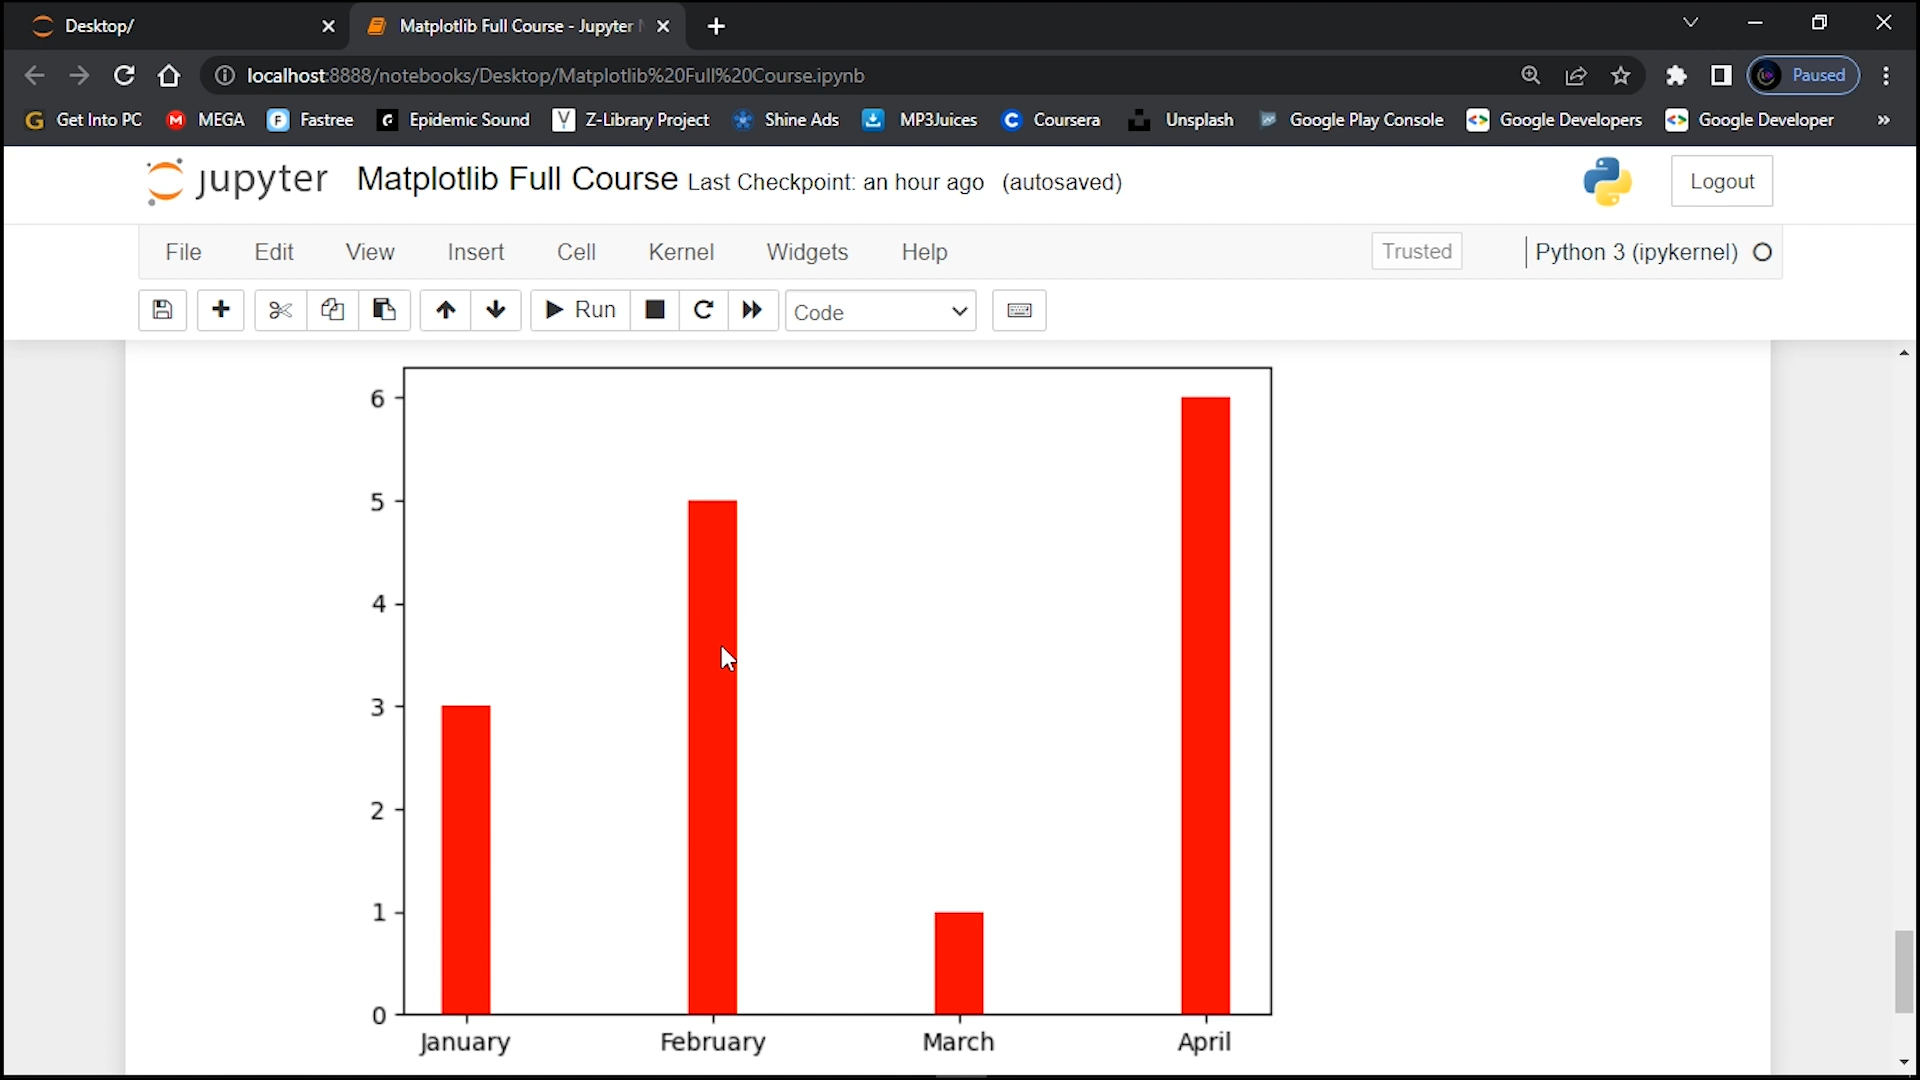 Desktop/
Matplotlib Full Course - Jupyter
localhost:8888/notebooks/Desktop/Matplotlib%20Full%20Course.ipynb
Paused
Get Into PC
MEGA
Fastree
Epidemic Sound
Z-Library Project
Shine Ads
MP3Juices
Coursera
Unsplash
Google Play Console
Google Developers
Google Developer
jupyter
Matplotlib Full Course Last Checkpoint: an hour ago (autosaved)
Logout
File
Edit
View
Insert
Cell
Kernel
Widgets
Help
Trusted
Python 3 (ipykernel)
Run
Code
6
5
4
3
2
1
0
January
February
March
April